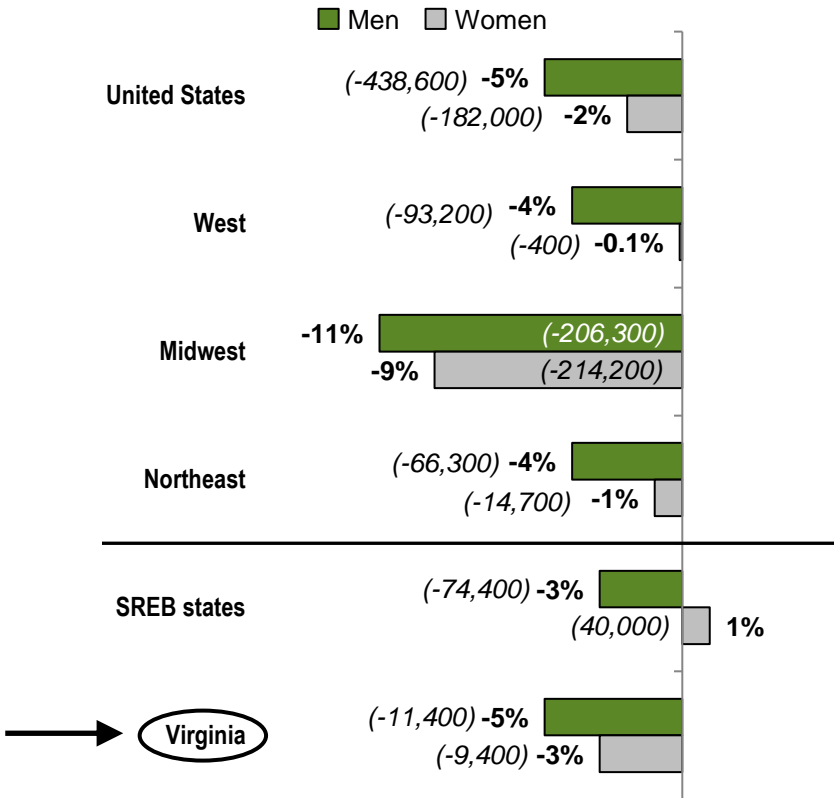 Men Women
United States
(-438,600) -5%
(-182,000) -2%
West
(-93,200) -4%
(-400) -0.1%
Midwest
-11% (-206,300)
-9% (-214,200)
Northeast
(-66,300) -4%
(-14,700) -1%
SREB states
(-74,400) -3%
(40,000) 1%
Virginia
(-11,400) -5%
(-9,400) -3%